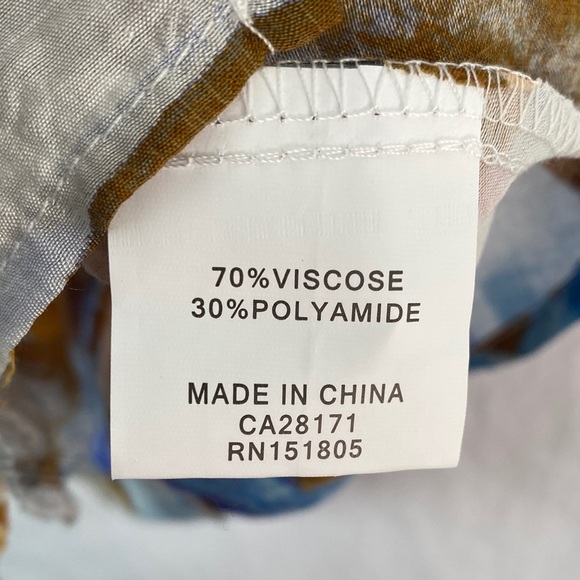 70%VISCOSE
30%POLYAMIDE
MADE IN CHINA
CA28171
RN151805